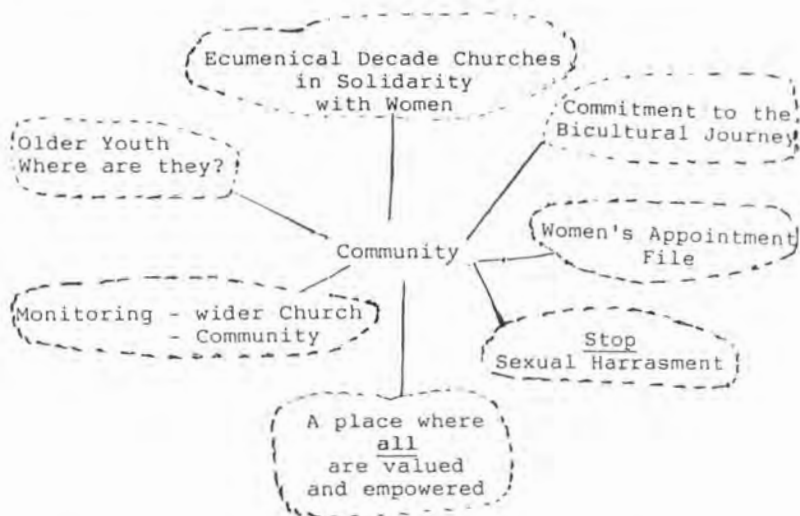 Ecumenical Decade Churches
in Solidarity
with Women
Commitment to the
Bicultural Journey
Older Youth
Where are they?
Women's Appointment
File
Community
Monitoring - wider Church
- Community
Stop
Sexual Harrasment
A place where
all
are valued
and empowered